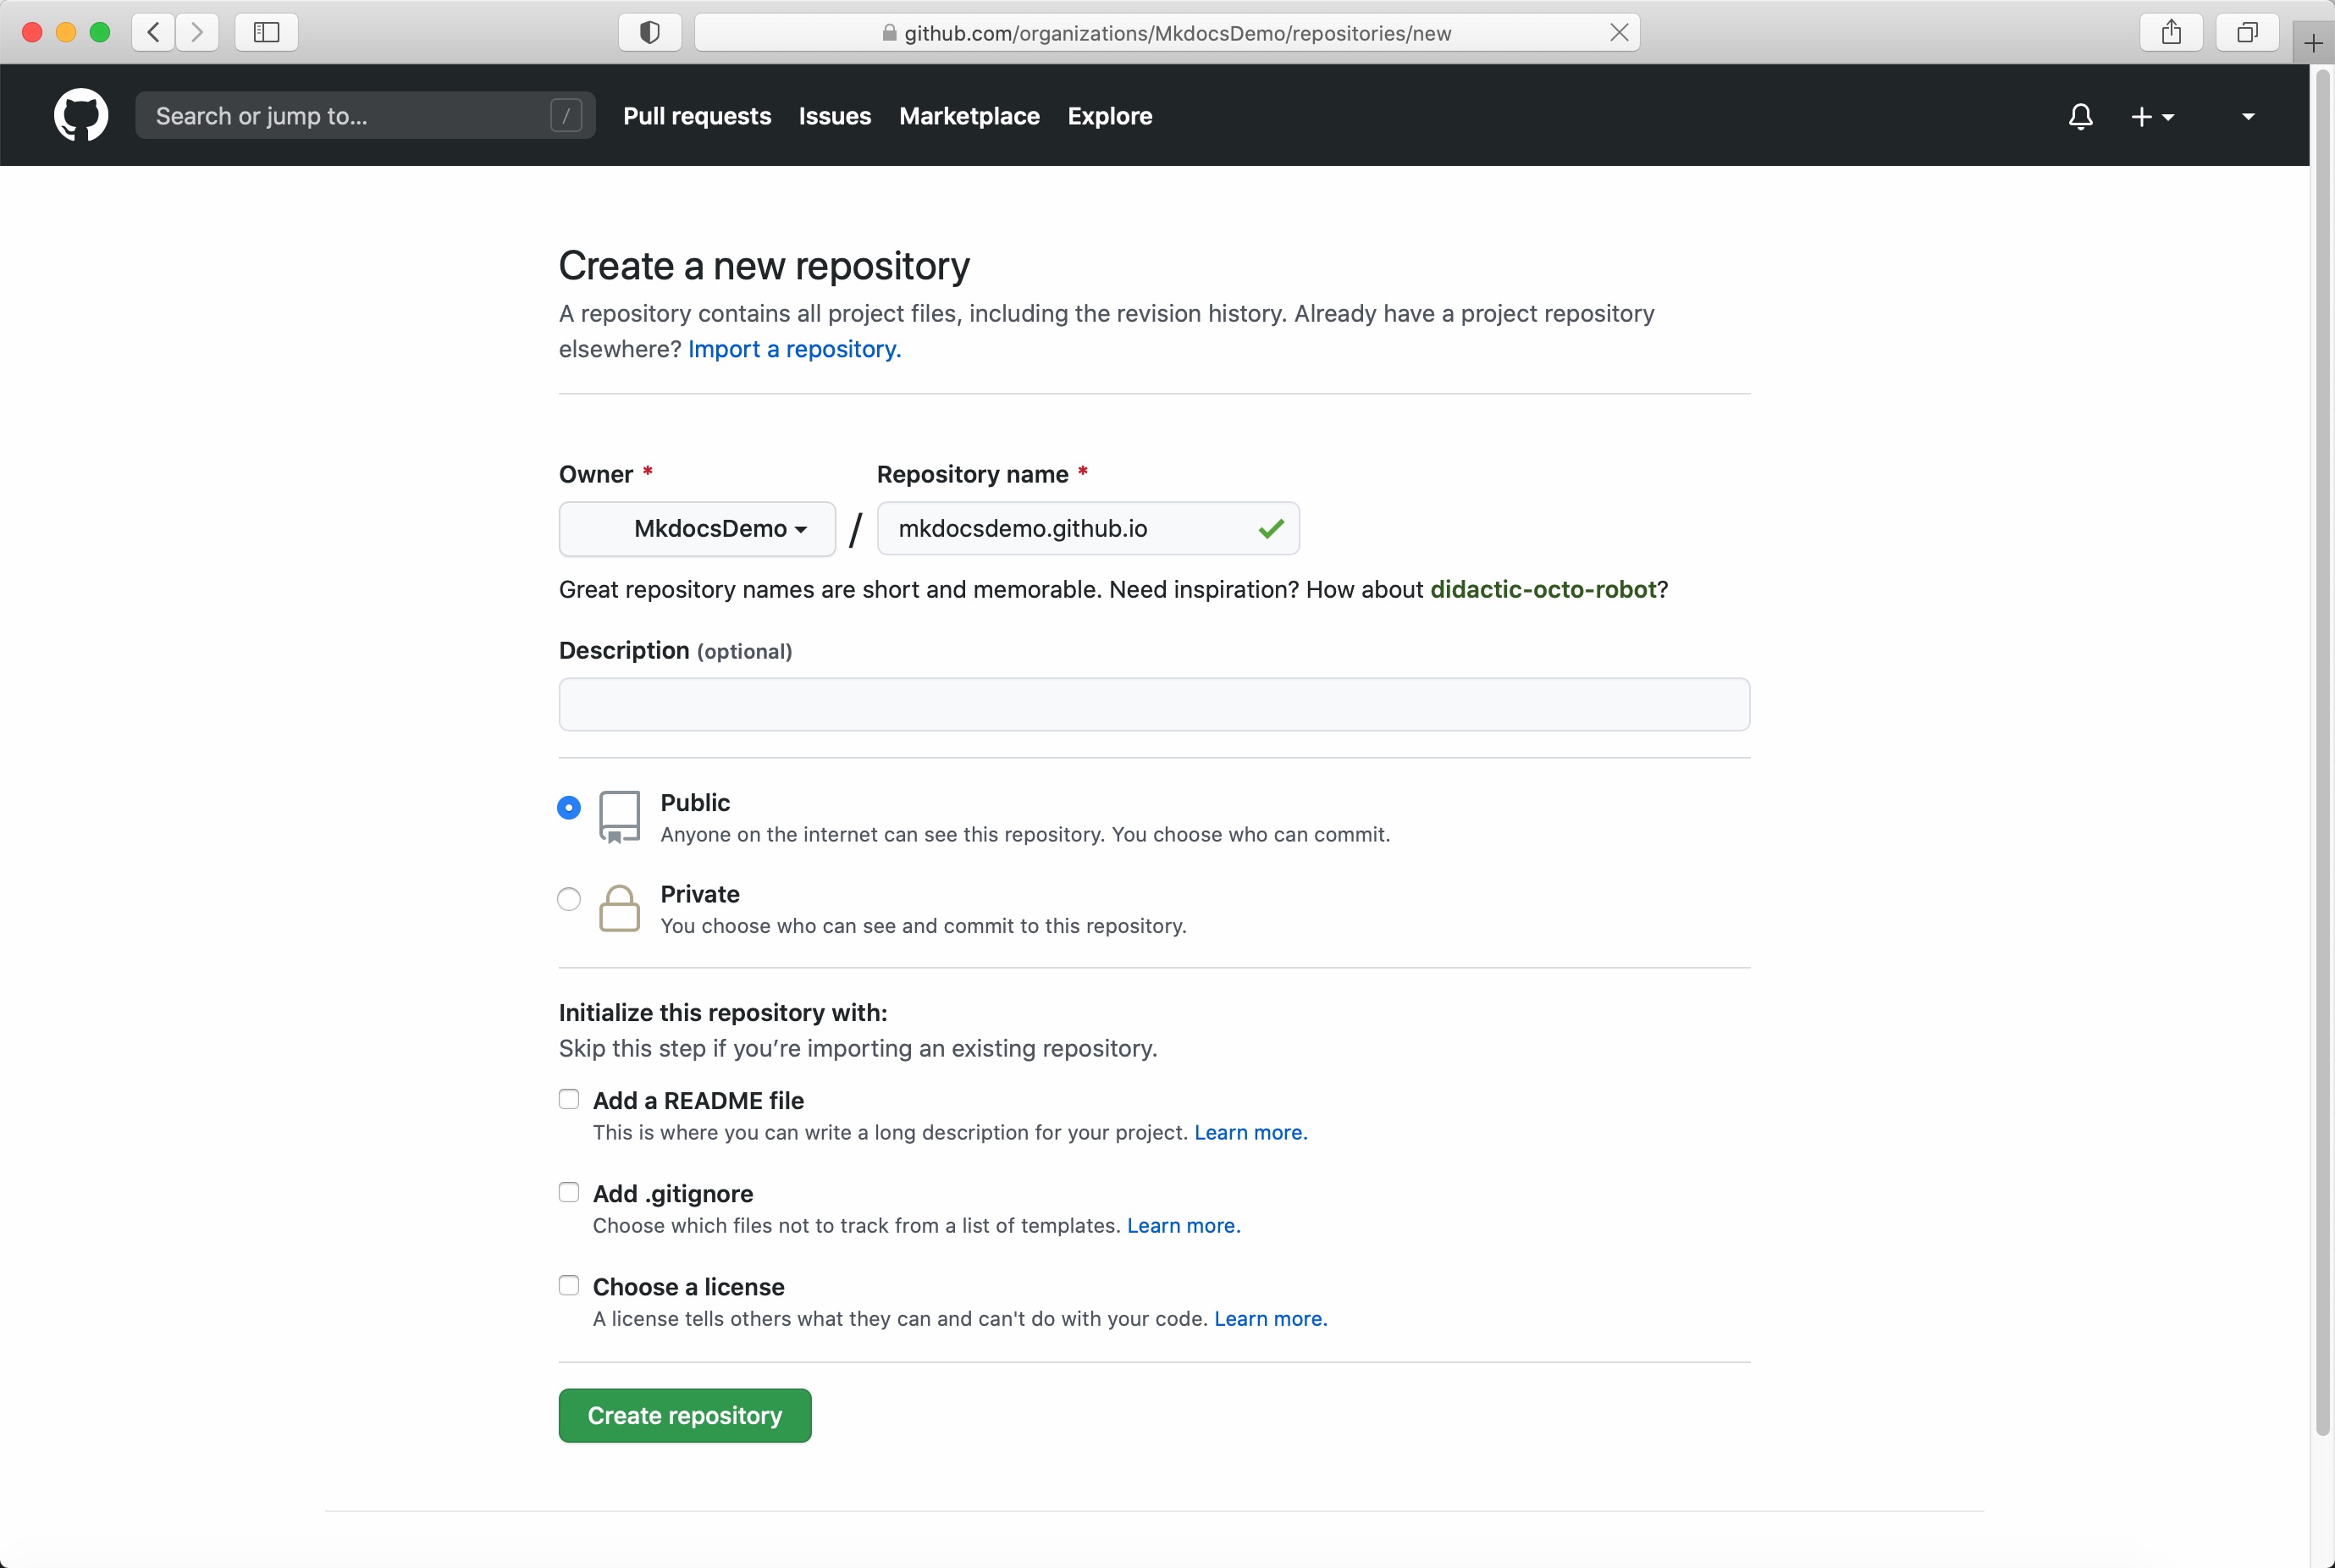 github.com/organizations/MkdocsDemo/repositories/new
Search or jump to... /
Pull requests Issues Marketplace Explore
Create a new repository
A repository contains all project files, including the revision history. Already have a project repository
elsewhere? Import a repository.
Owner * Repository name *
MkdocsDemo / mkdocsdemo.github.io
Great repository names are short and memorable. Need inspiration? How about didactic-octo-robot?
Description (optional)
Public
Anyone on the internet can see this repository. You choose who can commit.
Private
You choose who can see and commit to this repository.
Initialize this repository with:
Skip this step if you’re importing an existing repository.
Add a README file
This is where you can write a long description for your project. Learn more.
Add .gitignore
Choose which files not to track from a list of templates. Learn more.
Choose a license
A license tells others what they can and can't do with your code. Learn more.
Create repository